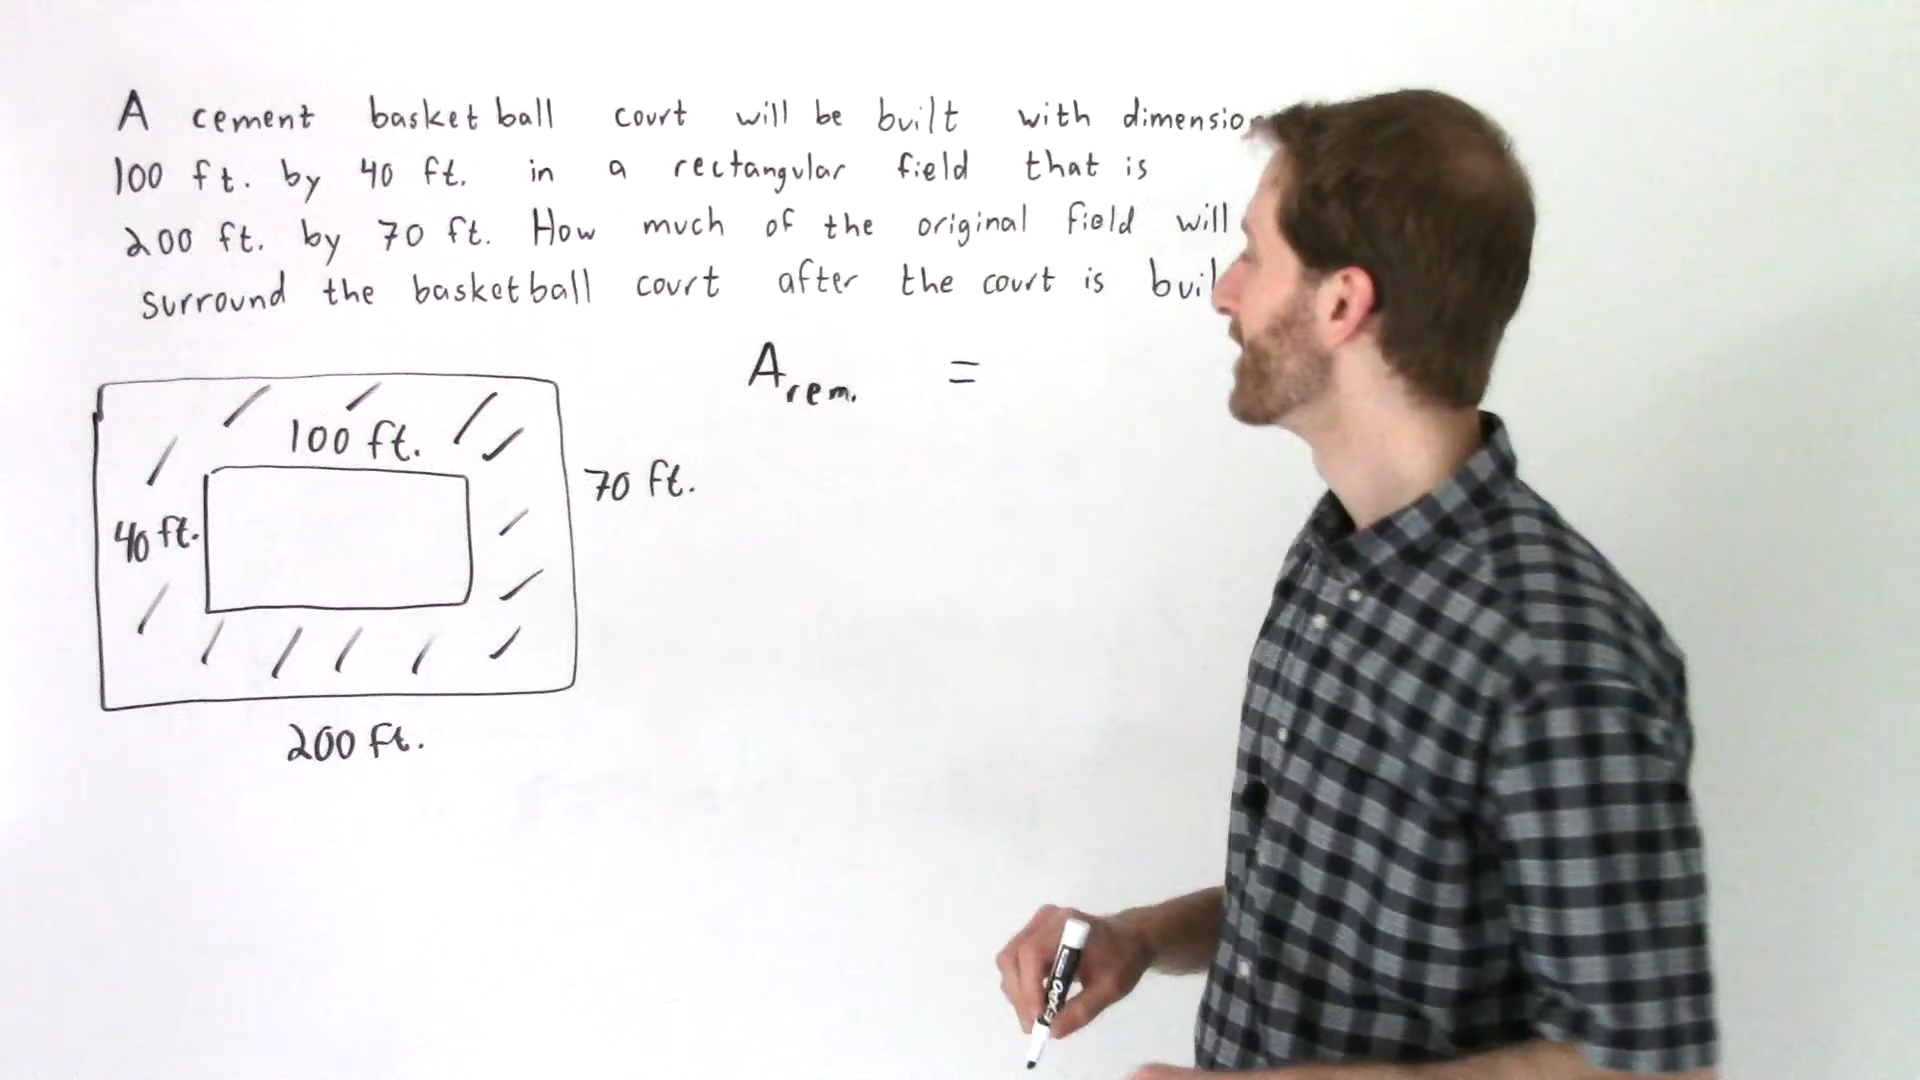 A cement basketball court will be built with
100 ft. by 40 ft. in a rectangular field that is
200 ft. by 70 ft. How much of the original field will
surround the basketball court after the court is
A rem. =
100 ft.
70 ft.
40 ft.
200 ft.
EXPO